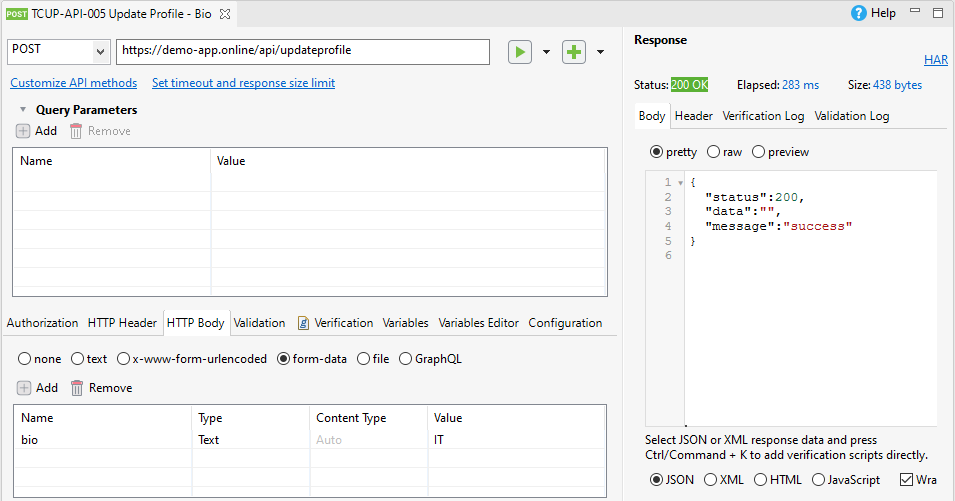 POST TCUP-API-005 Update Profile - Bio
Help
POST
https://demo-app.online/api/updateprofile
Customize API methods
Set timeout and response size limit
Query Parameters
Add
Remove
Name
Value
Authorization
HTTP Header
HTTP Body
Validation
Verification
Variables
Variables Editor
Configuration
none
text
x-www-form-urlencoded
form-data
file
GraphQL
Add
Remove
Name
Type
Content Type
Value
bio
Text
Auto
IT
Response
HAR
Status: 200 OK
Elapsed: 283 ms
Size: 438 bytes
Body
Header
Verification Log
Validation Log
pretty
raw
preview
1 {
2 "status":200,
3 "data":"",
4 "message":"success"
5 }
6
Select JSON or XML response data and press
Ctrl/Command + K to add verification scripts directly.
JSON
XML
HTML
JavaScript
Wra